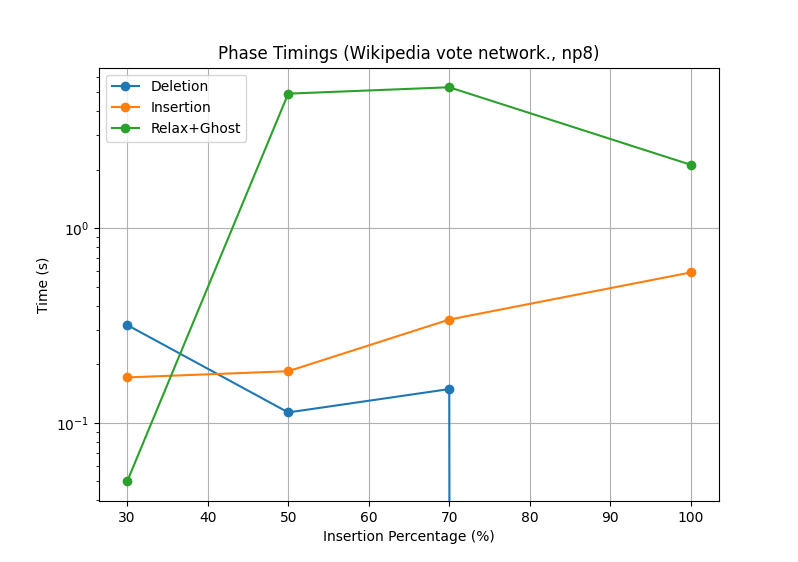 Phase Timings (Wikipedia vote network., np8)
Deletion
Insertion
Relax+Ghost
10⁰
10⁻¹
Time (s)
30 40 50 60 70 80 90 100
Insertion Percentage (%)